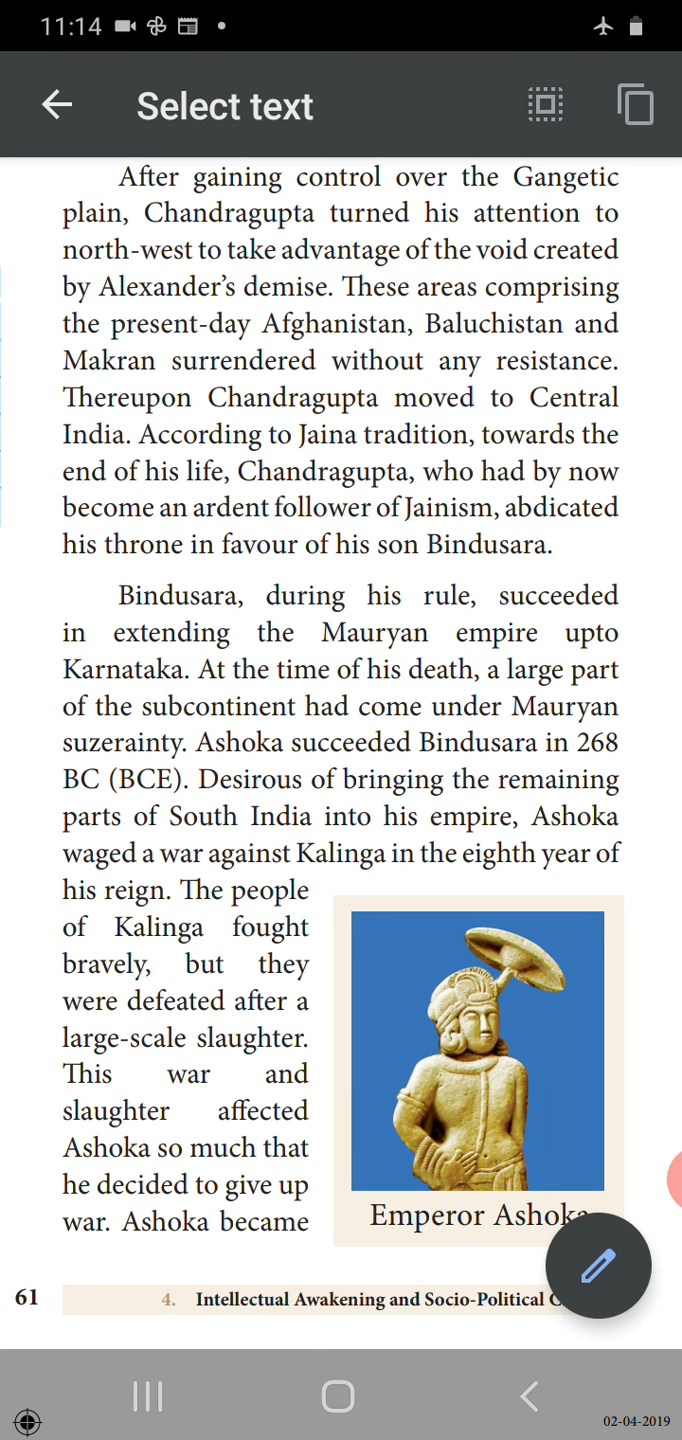 11:14
Select text
After gaining control over the Gangetic
plain, Chandragupta turned his attention to
north-west to take advantage of the void created
by Alexander’s demise. These areas comprising
the present-day Afghanistan, Baluchistan and
Makran surrendered without any resistance.
Thereupon Chandragupta moved to Central
India. According to Jaina tradition, towards the
end of his life, Chandragupta, who had by now
become an ardent follower of Jainism, abdicated
his throne in favour of his son Bindusara.
Bindusara, during his rule, succeeded
in extending the Mauryan empire upto
Karnataka. At the time of his death, a large part
of the subcontinent had come under Mauryan
suzerainty. Ashoka succeeded Bindusara in 268
BC (BCE). Desirous of bringing the remaining
parts of South India into his empire, Ashoka
waged a war against Kalinga in the eighth year of
his reign. The people
of Kalinga fought
bravely, but they
were defeated after a
large-scale slaughter.
This war and
slaughter affected
Ashoka so much that
he decided to give up
war. Ashoka became
Emperor Ashoka
61
4. Intellectual Awakening and Socio-Political
02-04-2019